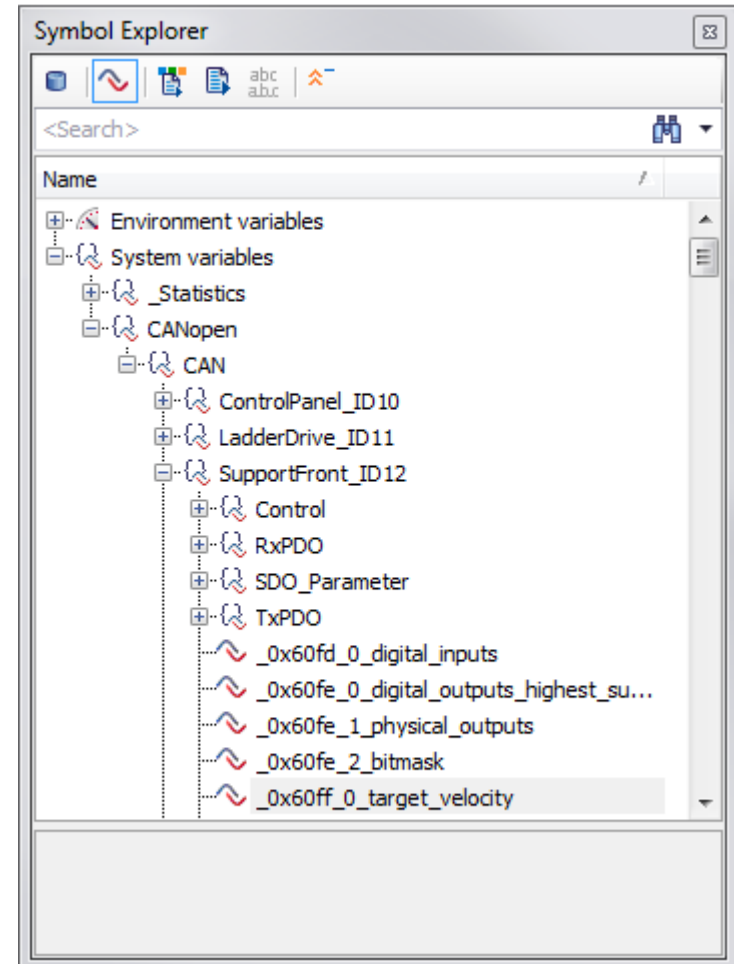 Symbol Explorer
abc
a.b.c
<Search>
Name
Environment variables
System variables
_Statistics
CANopen
CAN
ControlPanel_ID10
LadderDrive_ID11
SupportFront_ID12
Control
RxPDO
SDO_Parameter
TxPDO
_0x60fd_0_digital_inputs
_0x60fe_0_digital_outputs_highest_su...
_0x60fe_1_physical_outputs
_0x60fe_2_bitmask
_0x60ff_0_target_velocity